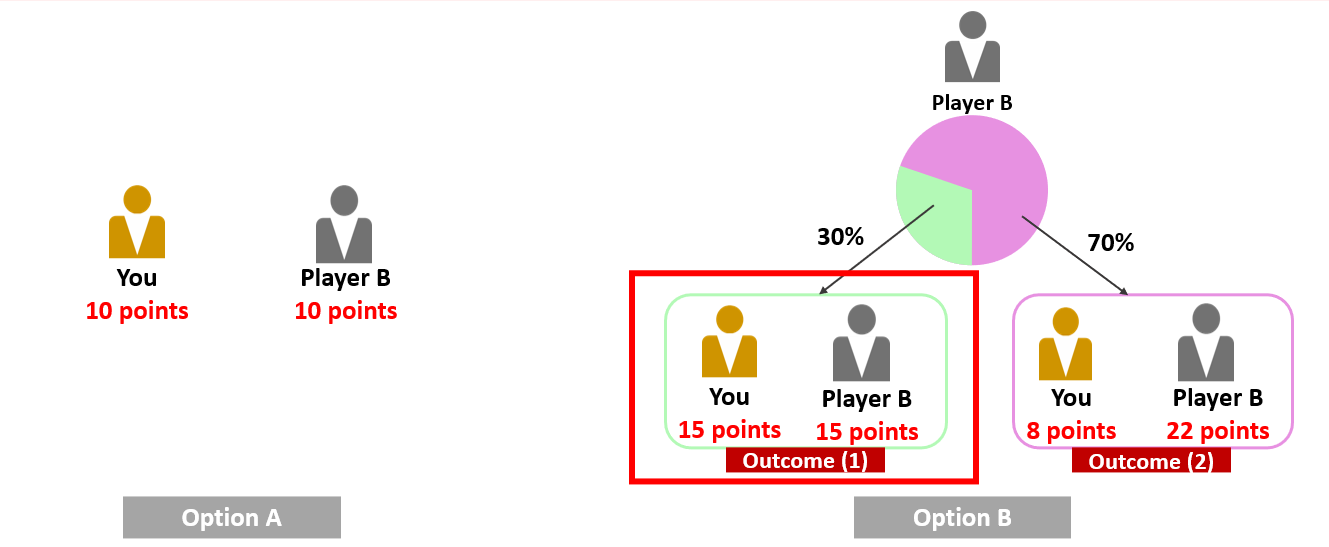 Player B
30%
70%
You
10 points
Player B
10 points
You
15 points
Player B
15 points
Outcome (1)
You
8 points
Player B
22 points
Outcome (2)
Option A
Option B